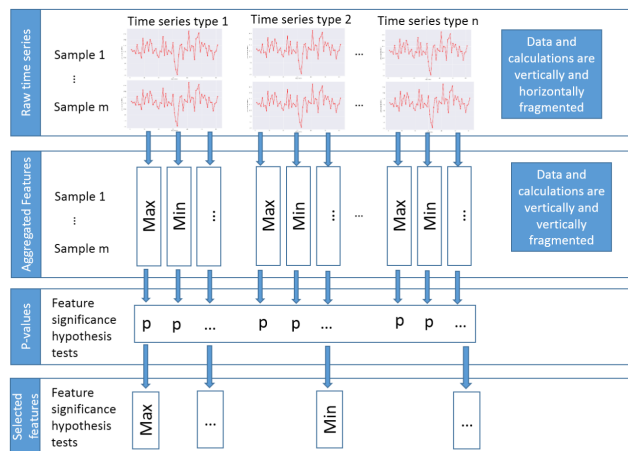 Raw time series
Time series type 1
Time series type 2
Time series type n
Sample 1
...
Sample m
...
Data and
calculations are
vertically and
horizontally
fragmented
Aggregated Features
Sample 1
...
Sample m
Max
Min
...
Max
Min
...
...
Max
Min
...
Data and
calculations are
vertically and
vertically
fragmented
P-values
Feature
significance
hypothesis
tests
p p ... p p ... p p ...
Selected
features
Feature
significance
hypothesis
tests
Max
...
Min
...